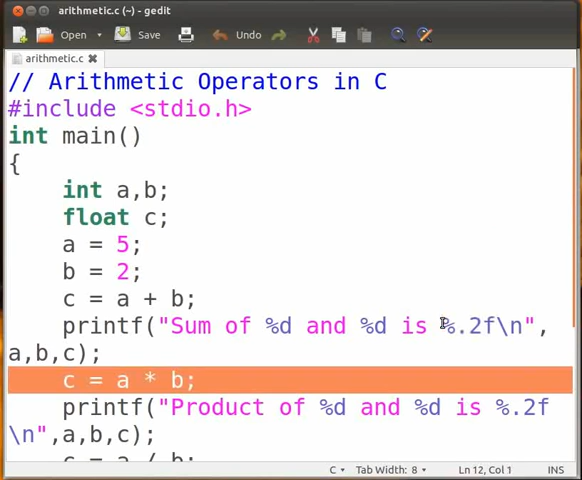 arithmetic.c (~) - gedit
Open Save Undo
arithmetic.c
// Arithmetic Operators in C
#include <stdio.h>
int main()
{
int a,b;
float c;
a = 5;
b = 2;
c = a + b;
printf("Sum of %d and %d is %.2f\n",
a,b,c);
c = a * b;
printf("Product of %d and %d is %.2f
\n",a,b,c);
c = a / b;
C Tab Width: 8 Ln 12, Col 1 INS